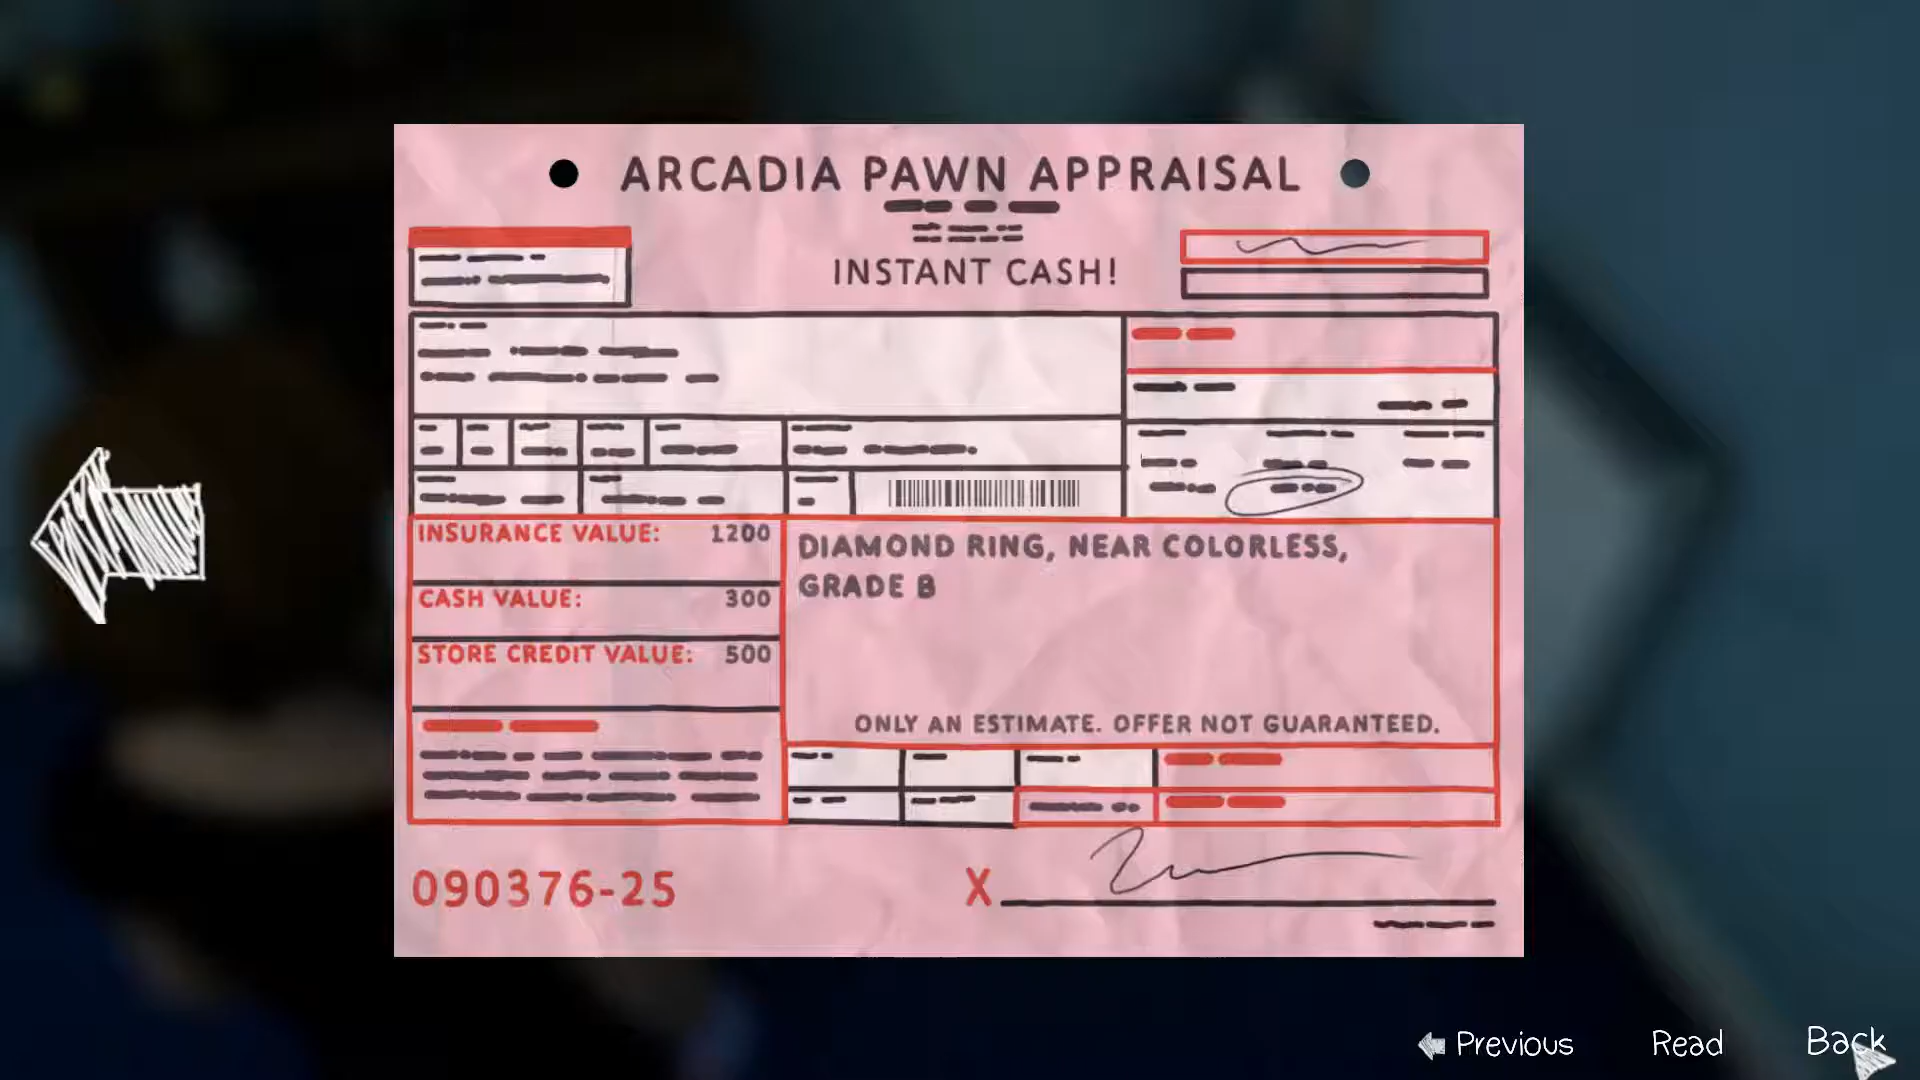 ARCADIA PAWN APPRAISAL
INSTANT CASH!
INSURANCE VALUE: 1200
CASH VALUE: 300
STORE CREDIT VALUE: 500
DIAMOND RING, NEAR COLORLESS,
GRADE B
ONLY AN ESTIMATE. OFFER NOT GUARANTEED.
090376-25
X
Previous
Read
Back